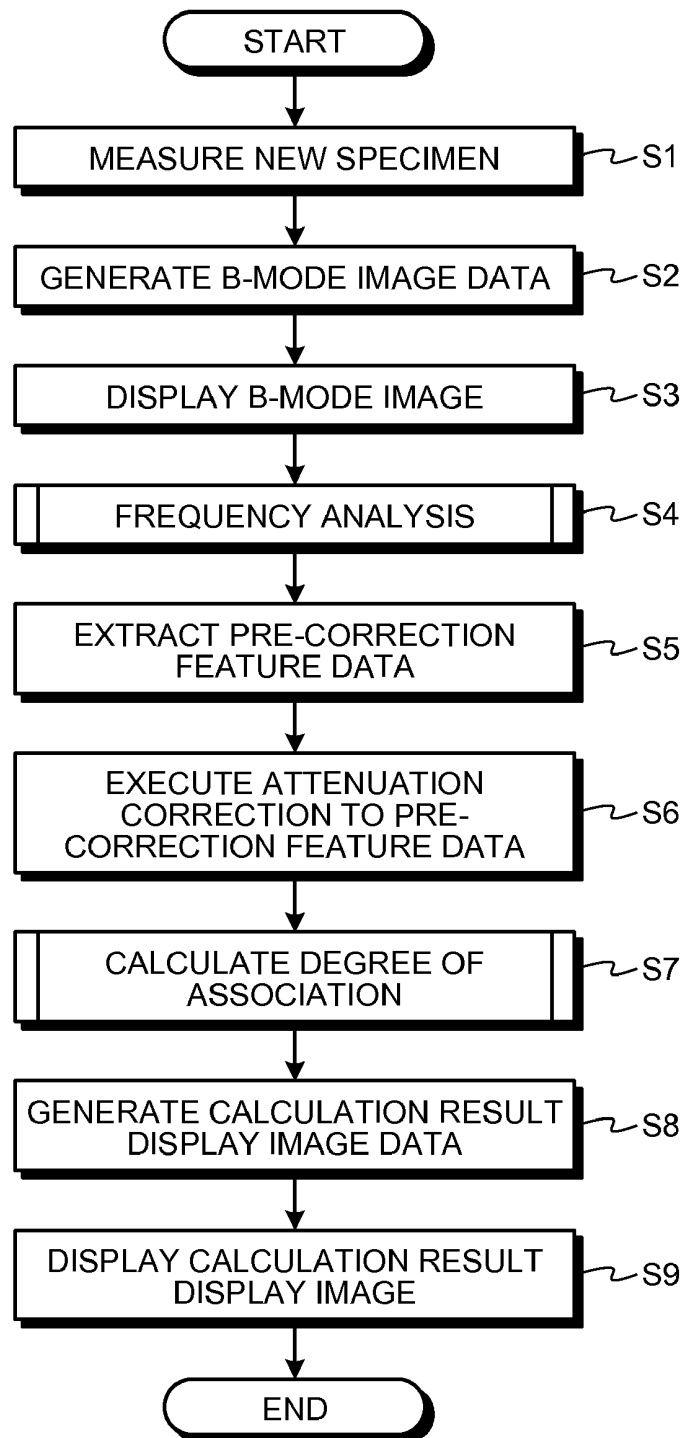 START
MEASURE NEW SPECIMEN
S1
GENERATE B-MODE IMAGE DATA
S2
DISPLAY B-MODE IMAGE
S3
FREQUENCY ANALYSIS
S4
EXTRACT PRE-CORRECTION
FEATURE DATA
S5
EXECUTE ATTENUATION
CORRECTION TO PRE-
CORRECTION FEATURE DATA
S6
CALCULATE DEGREE OF
ASSOCIATION
S7
GENERATE CALCULATION RESULT
DISPLAY IMAGE DATA
S8
DISPLAY CALCULATION RESULT
DISPLAY IMAGE
S9
END